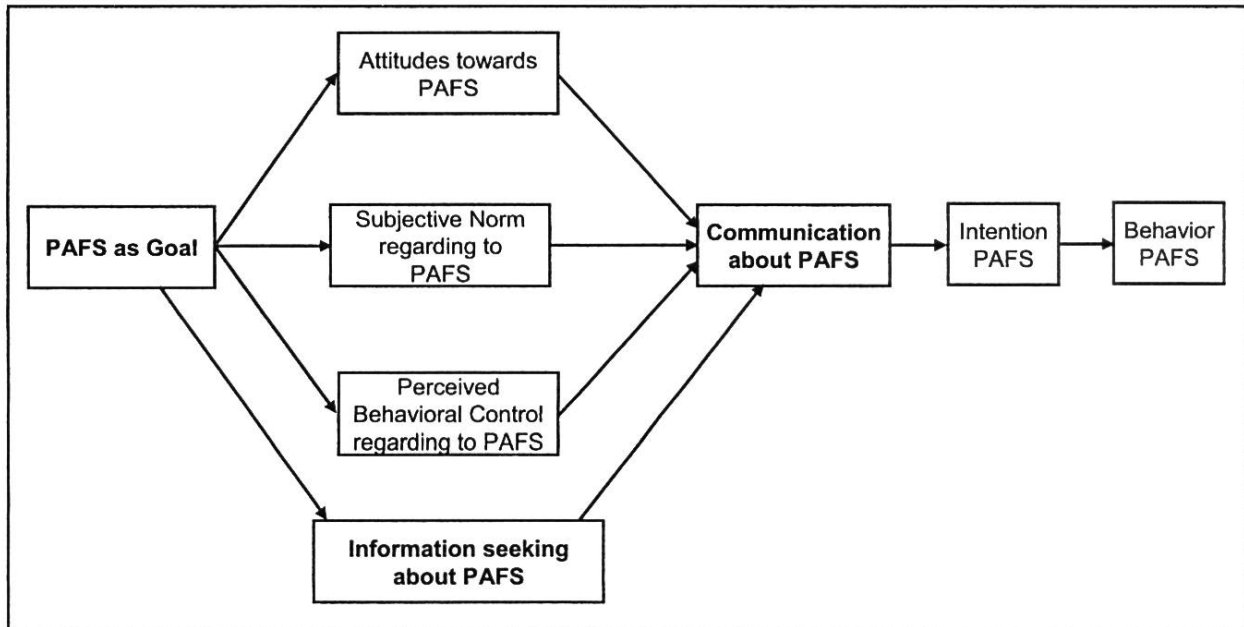 Attitudes towards
PAFS
PAFS as Goal
Subjective Norm
regarding to
PAFS
Communication
about PAFS
Intention
PAFS
Behavior
PAFS
Perceived
Behavioral Control
regarding to PAFS
Information seeking
about PAFS